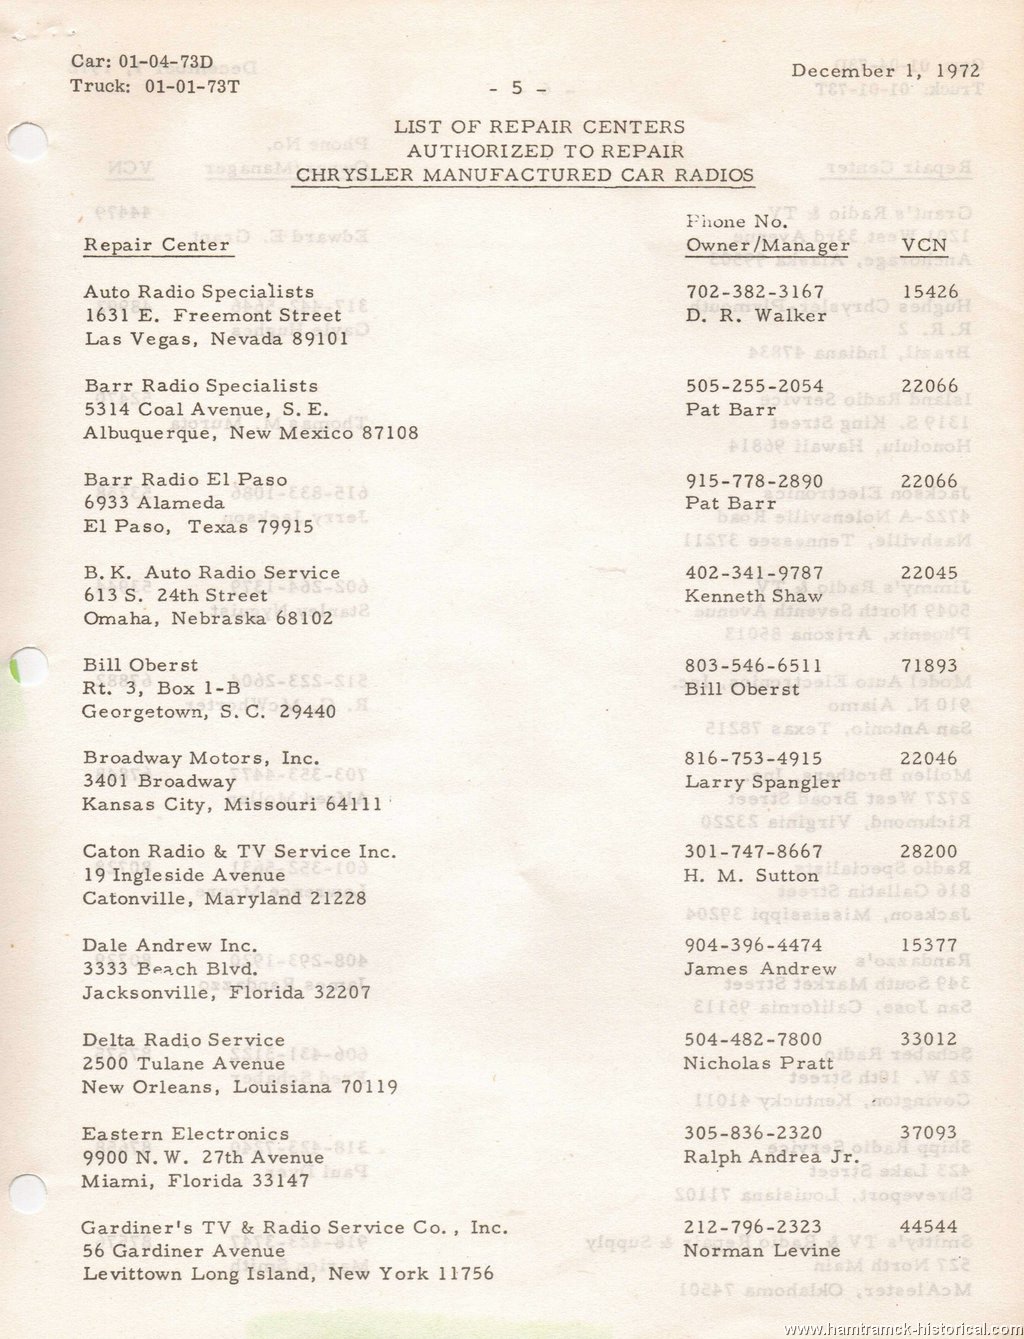 Car: 01-04-73D
Truck: 01-01-73T
- 5 -
December 1, 1972
LIST OF REPAIR CENTERS
AUTHORIZED TO REPAIR
CHRYSLER MANUFACTURED CAR RADIOS
Phone No.
Repair Center Owner/Manager VCN
Auto Radio Specialists 702-382-3167 15426
1631 E. Freemont Street D. R. Walker
Las Vegas, Nevada 89101
Barr Radio Specialists 505-255-2054 22066
5314 Coal Avenue, S.E. Pat Barr
Albuquerque, New Mexico 87108
Barr Radio El Paso 915-778-2890 22066
6933 Alameda Pat Barr
El Paso, Texas 79915
B.K. Auto Radio Service 402-341-9787 22045
613 S. 24th Street Kenneth Shaw
Omaha, Nebraska 68102
Bill Oberst 803-546-6511 71893
Rt. 3, Box 1-B Bill Oberst
Georgetown, S.C. 29440
Broadway Motors, Inc. 816-753-4915 22046
3401 Broadway Larry Spangler
Kansas City, Missouri 64111
Caton Radio & TV Service Inc. 301-747-8667 28200
19 Ingleside Avenue H. M. Sutton
Catonville, Maryland 21228
Dale Andrew Inc. 904-396-4474 15377
3333 Beach Blvd. James Andrew
Jacksonville, Florida 32207
Delta Radio Service 504-482-7800 33012
2500 Tulane Avenue Nicholas Pratt
New Orleans, Louisiana 70119
Eastern Electronics 305-836-2320 37093
9900 N.W. 27th Avenue Ralph Andrea Jr.
Miami, Florida 33147
Gardiner's TV & Radio Service Co., Inc. 212-796-2323 44544
56 Gardiner Avenue Norman Levine
Levittown Long Island, New York 11756
www.hamtramck-historical.com